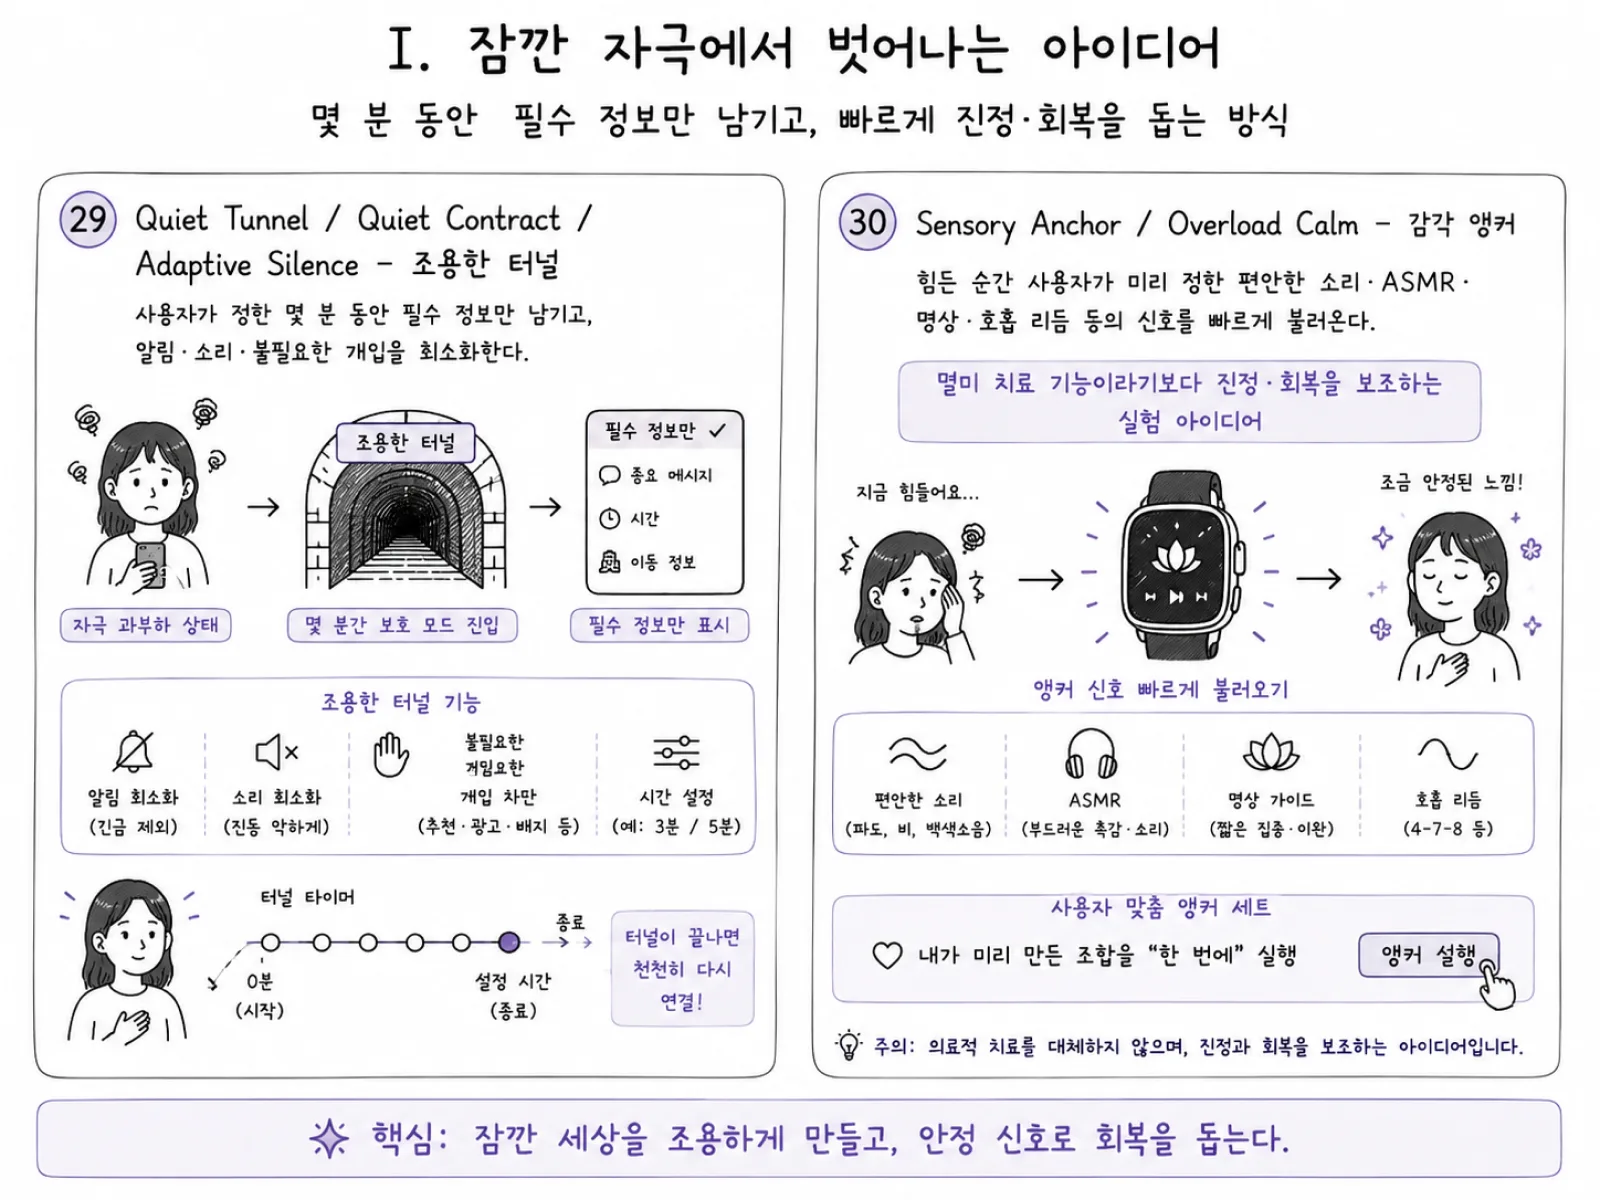 I. 잠깐 자극에서 벗어나는 아이디어
몇 분 동안 필수 정보만 남기고, 빠르게 진정·회복을 돕는 방식
29 Quiet Tunnel / Quiet Contract /
Adaptive Silence – 조용한 터널
사용자가 정한 몇 분 동안 필수 정보만 남기고,
알림·소리·불필요한 개입을 회소화한다.
조용한 터널
필수 정보만 ✓
종요 메시지
시간
이동 정보
자극 과부하 상태
몇 분간 보호 모드 진입
필수 정보만 표시
조용한 터널 기능
알림 회소화
(긴급 제외)
소리 회소화
(진동 악하게)
불필요한
개밈요한
개입 차딴
(추천·광고·배지 등)
시간 설정
(예: 3분 / 5분)
터널 타이머
종료
0분
(시작)
설정 시간
(종료)
터널이 끝나면
천천히 다시
연결!
30 Sensory Anchor / Overload Calm – 감각 앵커
힘든 순간 사용자가 미리 정한 편안한 소리·ASMR·
명상·호흡 리듬 등의 신호를 빠르게 불러온다.
멸미 치료 기능이라기보다 진정·회복을 보조하는
실험 아이디어
지금 힘들어요...
조금 안정된 느낌!
앵커 신호 빠르게 불러오기
편안한 소리
(파도, 비, 백색소음)
ASMR
(부드러운 촉감·소리)
명상 가이드
(짧은 집중·이완)
호흡 리듬
(4-7-8 등)
사용자 맞춤 앵커 세트
내가 미리 만든 조합을 “한 번에” 실행
앵커 설행
주의: 의료적 치료를 대체하지 않으며, 진정과 회복을 보조하는 아이디어입니다.
핵심: 잠깐 세상을 조용하게 만들고, 안정 신호로 회복을 돕는다.